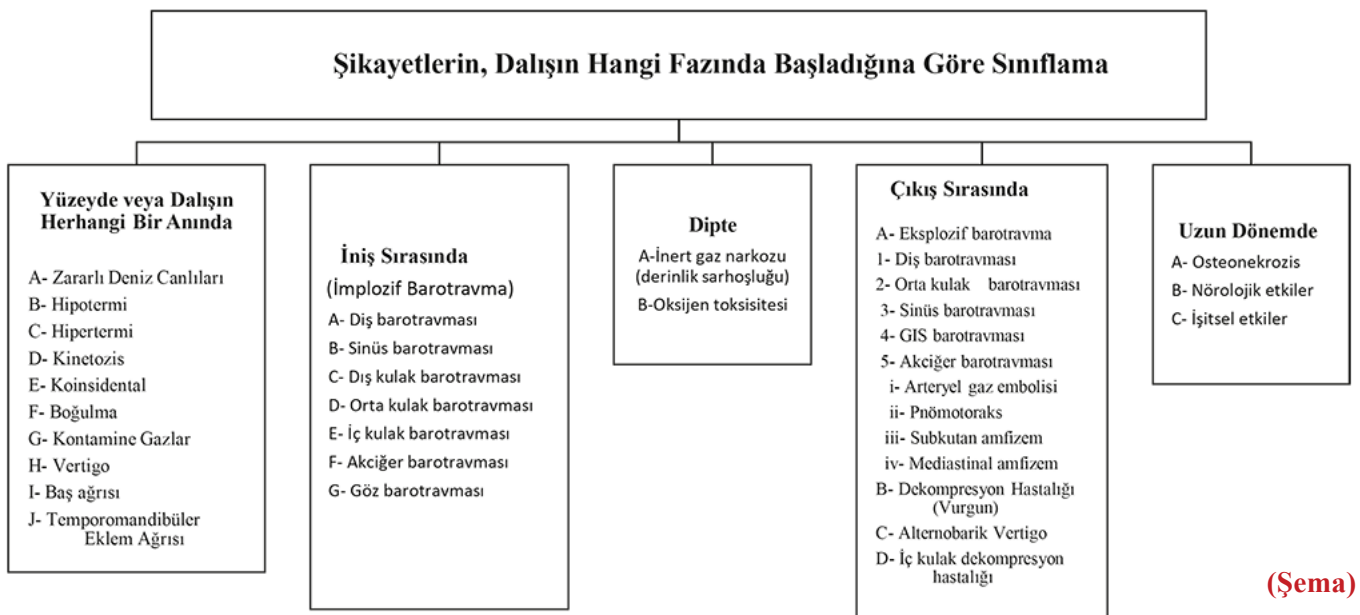 Şikayetlerin, Dalışın Hangi Fazında Başladığına Göre Sınıflama
Yüzeyde veya Dalışın
Herhangi Bir Anında
A- Zararlı Deniz Canlıları
B- Hipotermi
C- Hipertermi
D- Kinetozis
E- Koinsidental
F- Boğulma
G- Kontamine Gazlar
H- Vertigo
I- Baş ağrısı
J- Temporomandibüler
Eklem Ağrısı
İniş Sırasında
(İmplozif Barotravma)
A- Diş barotravması
B- Sinüs barotravması
C- Dış kulak barotravması
D- Orta kulak barotravması
E- İç kulak barotravması
F- Akciğer barotravması
G- Göz barotravması
Dipte
A-İnert gaz narkozu
(derinlik sarhoşluğu)
B-Oksijen toksisitesi
Çıkış Sırasında
A- Eksplozif barotravma
1- Diş barotravması
2- Orta kulak barotravması
3- Sinüs barotravması
4- GIS barotravması
5- Akciğer barotravması
i- Arteryel gaz embolisi
ii- Pnömotoraks
iii- Subkutan amfizem
iv- Mediastinal amfizem
B- Dekompresyon Hastalığı
(Vurgun)
C- Alternobarik Vertigo
D- İç kulak dekompresyon
hastalığı
Uzun Dönemde
A- Osteonekrozis
B- Nörolojik etkiler
C- İşitsel etkiler
(Şema)